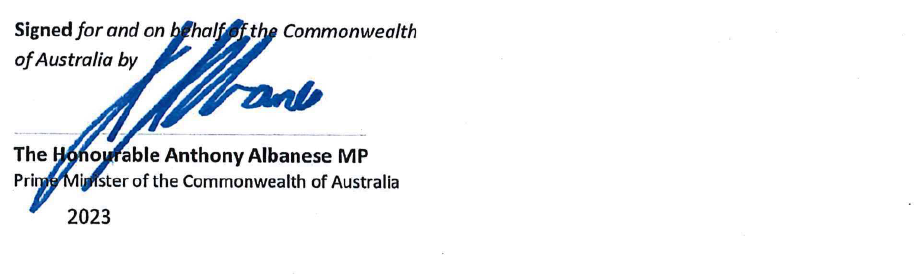 Signed for and on behalf of the Commonwealth
of Australia by
The Honourable Anthony Albanese MP
Prime Minister of the Commonwealth of Australia
2023